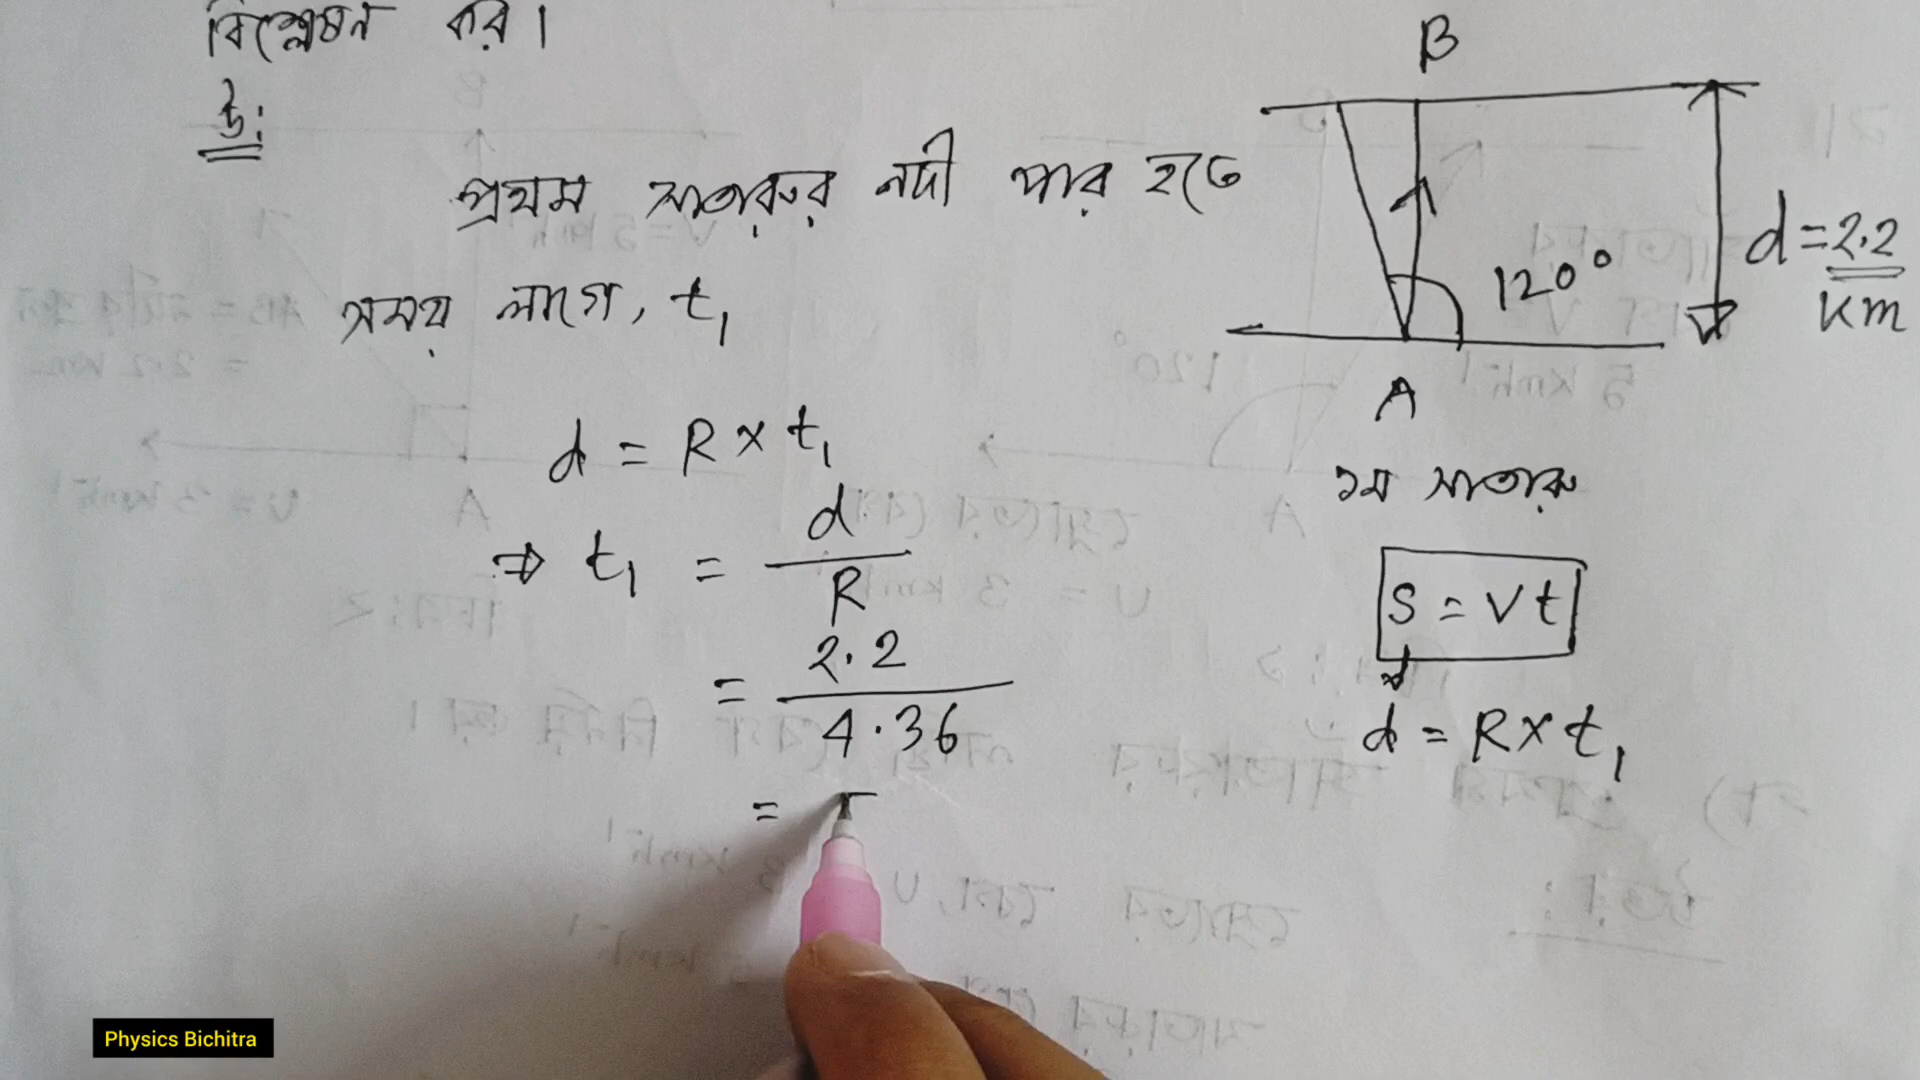 বিশ্লেষন কর।
উ:
প্রথম সাতারুর নদী পার হতে
সময় লাগে, t₁
d = R × t₁
⇒ t₁ = d / R
= 2.2 / 4.36
=
B
120°
d = 2.2
km
A
১ম সাতারু
S = Vt
d = R × t₁
Physics Bichitra